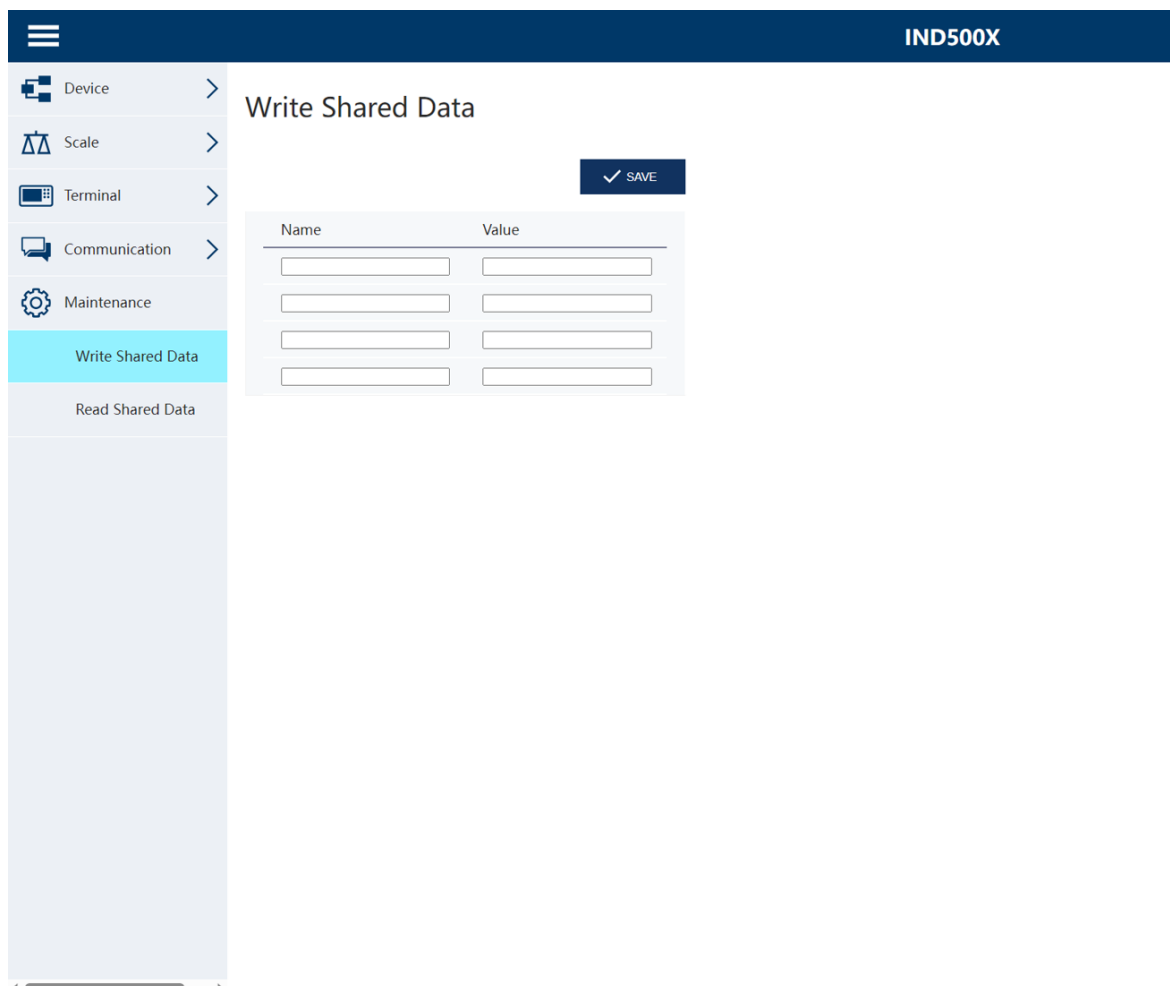 IND500X
Device
Scale
Terminal
Communication
Maintenance
Write Shared Data
Read Shared Data
Write Shared Data
SAVE
Name Value